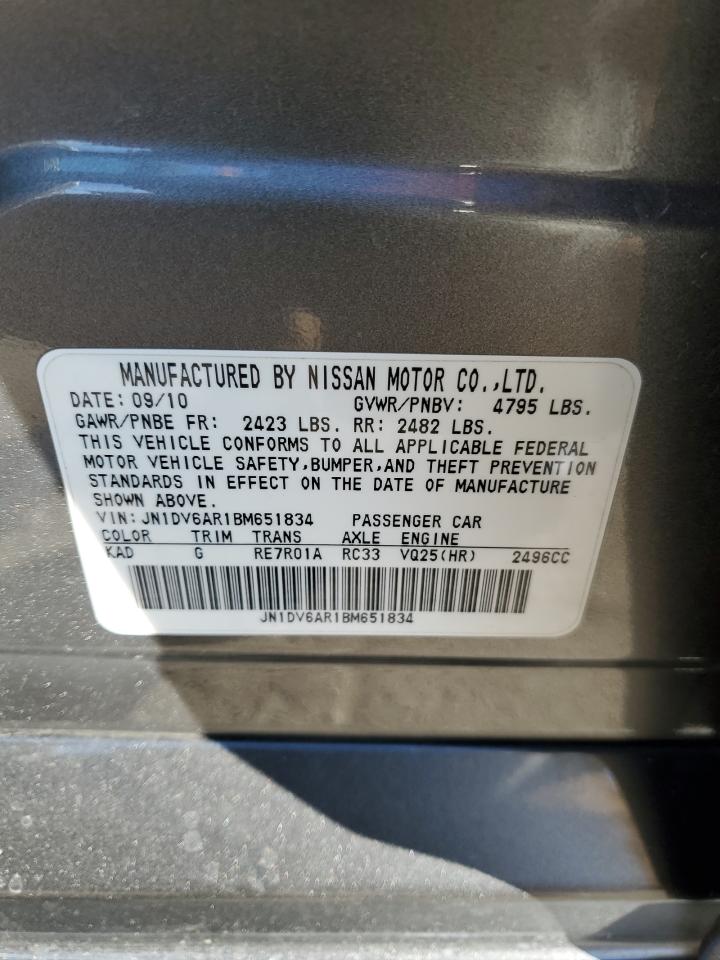 MANUFACTURED BY NISSAN MOTOR CO.,LTD.
DATE: 09/10 GVWR/PNBV: 4795 LBS.
GAWR/PNBE FR: 2423 LBS. RR: 2482 LBS.
THIS VEHICLE CONFORMS TO ALL APPLICABLE FEDERAL
MOTOR VEHICLE SAFETY,BUMPER,AND THEFT PREVENTION
STANDARDS IN EFFECT ON THE DATE OF MANUFACTURE
SHOWN ABOVE.
VIN: JN1DV6AR1BM651834 PASSENGER CAR
COLOR TRIM TRANS AXLE ENGINE
KAD G RE7R01A RC33 VQ25(HR) 2496CC
JN1DV6AR1BM651834